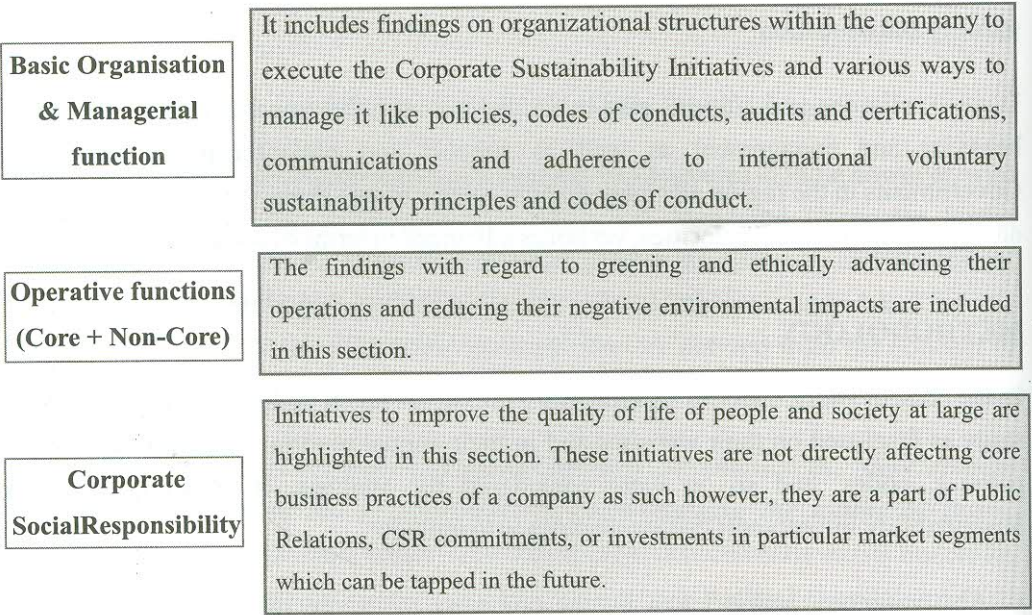 Basic Organisation
& Managerial
function
It includes findings on organizational structures within the company to
execute the Corporate Sustainability Initiatives and various ways to
manage it like policies, codes of conducts, audits and certifications,
communications and adherence to international voluntary
sustainability principles and codes of conduct.
Operative functions
(Core + Non-Core)
The findings with regard to greening and ethically advancing their
operations and reducing their negative environmental impacts are included
in this section.
Corporate
SocialResponsibility
Initiatives to improve the quality of life of people and society at large are
highlighted in this section. These initiatives are not directly affecting core
business practices of a company as such however, they are a part of Public
Relations, CSR commitments, or investments in particular market segments
which can be tapped in the future.